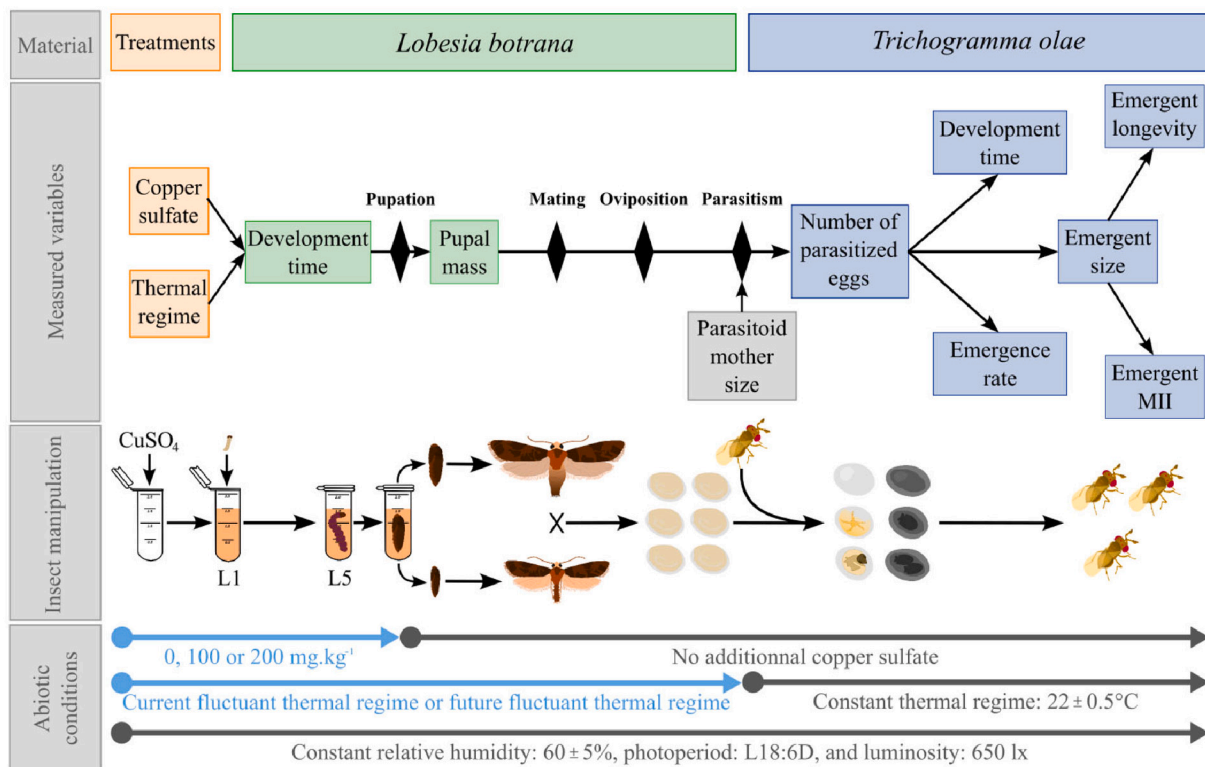 Material
Treatments
Lobesia botrana
Trichogramma olae
Measured variables
Copper
sulfate
Thermal
regime
Development
time
Pupation
Pupal
mass
Mating
Oviposition
Parasitism
Parasitoid
mother
size
Number of
parasitized
eggs
Development
time
Emergence
rate
Emergent
size
Emergent
longevity
Emergent
MII
Insect manipulation
CuSO₄
L1
L5
X
Abiotic
conditions
0, 100 or 200 mg.kg⁻¹
No additionnal copper sulfate
Current fluctuant thermal regime or future fluctuant thermal regime
Constant thermal regime: 22 ± 0.5°C
Constant relative humidity: 60 ± 5%, photoperiod: L18:6D, and luminosity: 650 lx